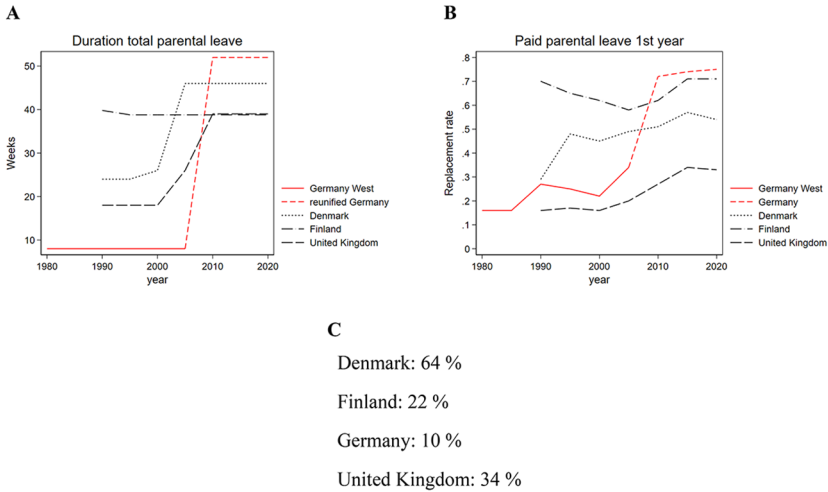 A
Duration total parental leave
50
40
30
20
10
Weeks
1980
1990
2000
2010
2020
year
Germany West
reunified Germany
Denmark
Finland
United Kingdom
B
Paid parental leave 1st year
.8
.7
.6
.5
.4
.3
.2
.1
0
Replacement rate
1980
1990
2000
2010
2020
year
Germany West
Germany
Denmark
Finland
United Kingdom
C
Denmark: 64 %
Finland: 22 %
Germany: 10 %
United Kingdom: 34 %